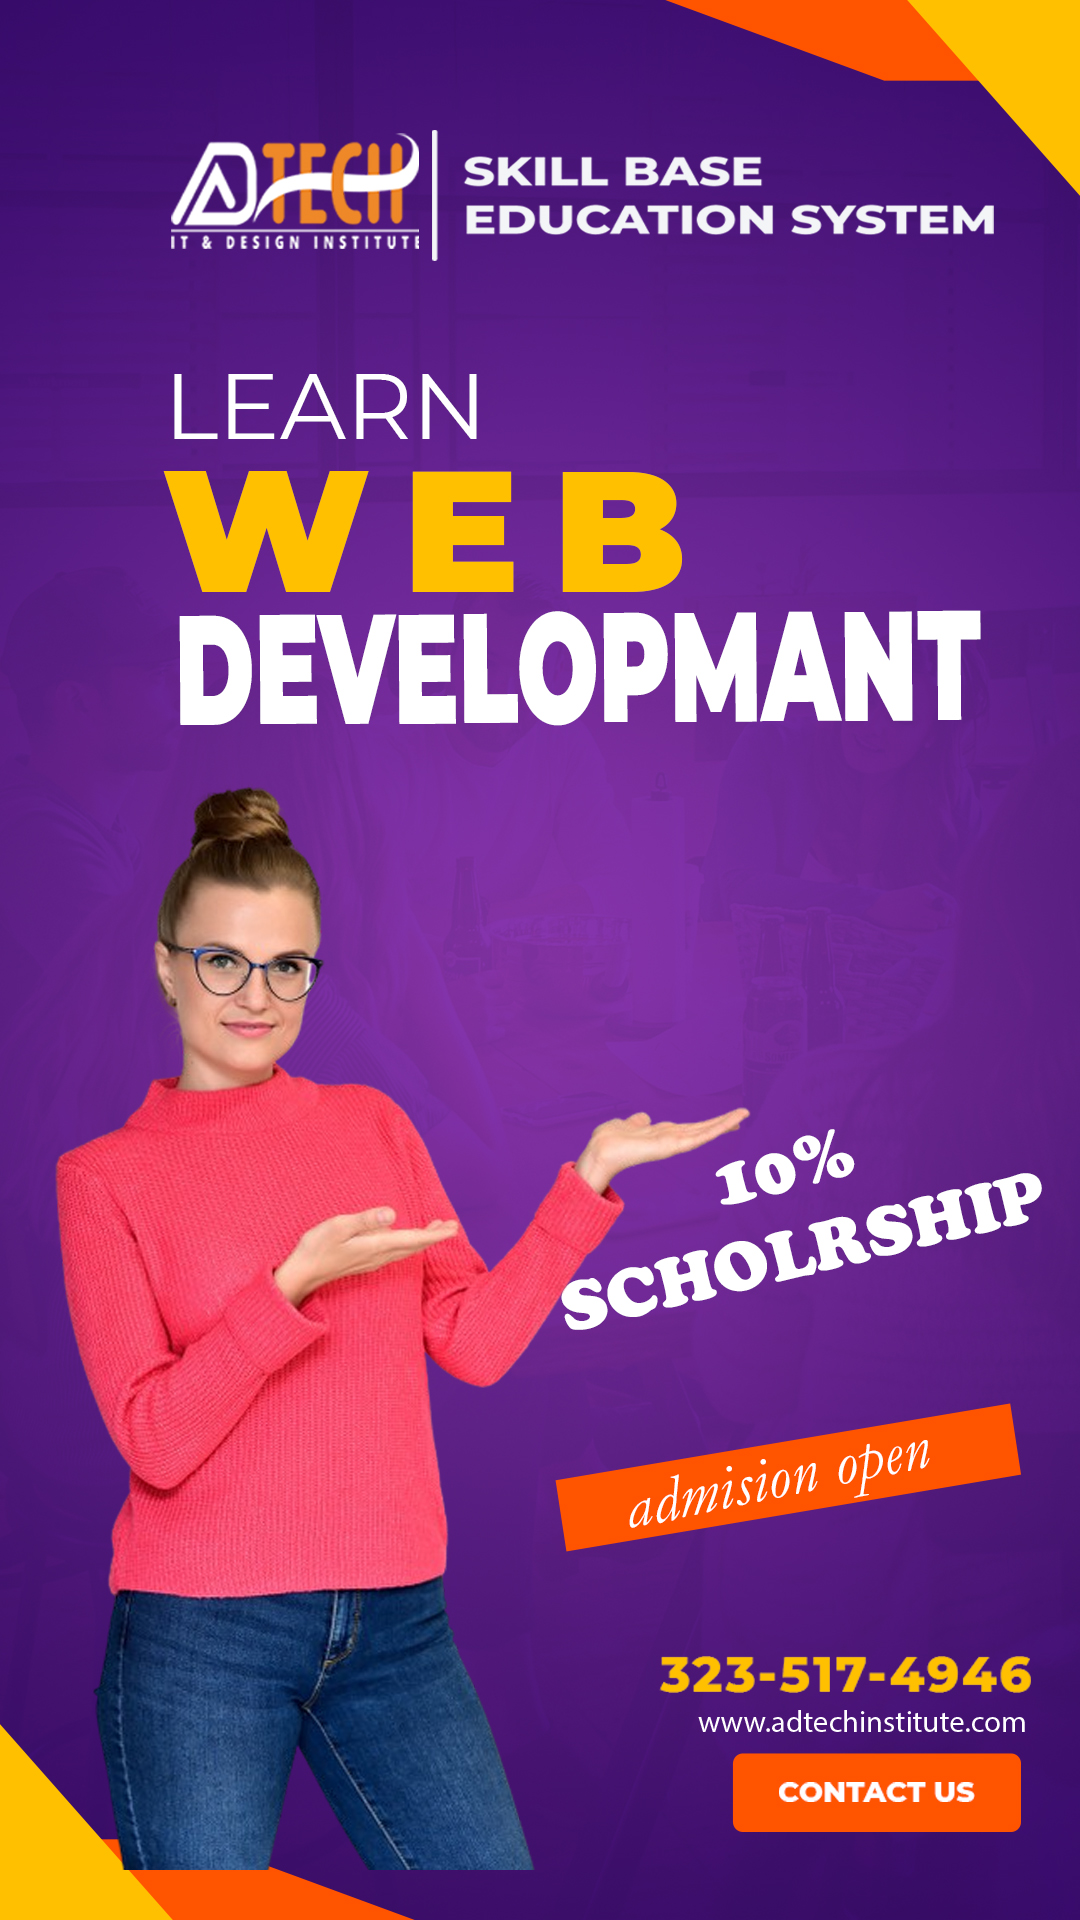 ADTECH
IT & DESIGN INSTITUTE
SKILL BASE
EDUCATION SYSTEM
LEARN
WEB
DEVELOPMANT
10%
SCHOLRSHIP
admision open
323-517-4946
www.adtechinstitute.com
CONTACT US